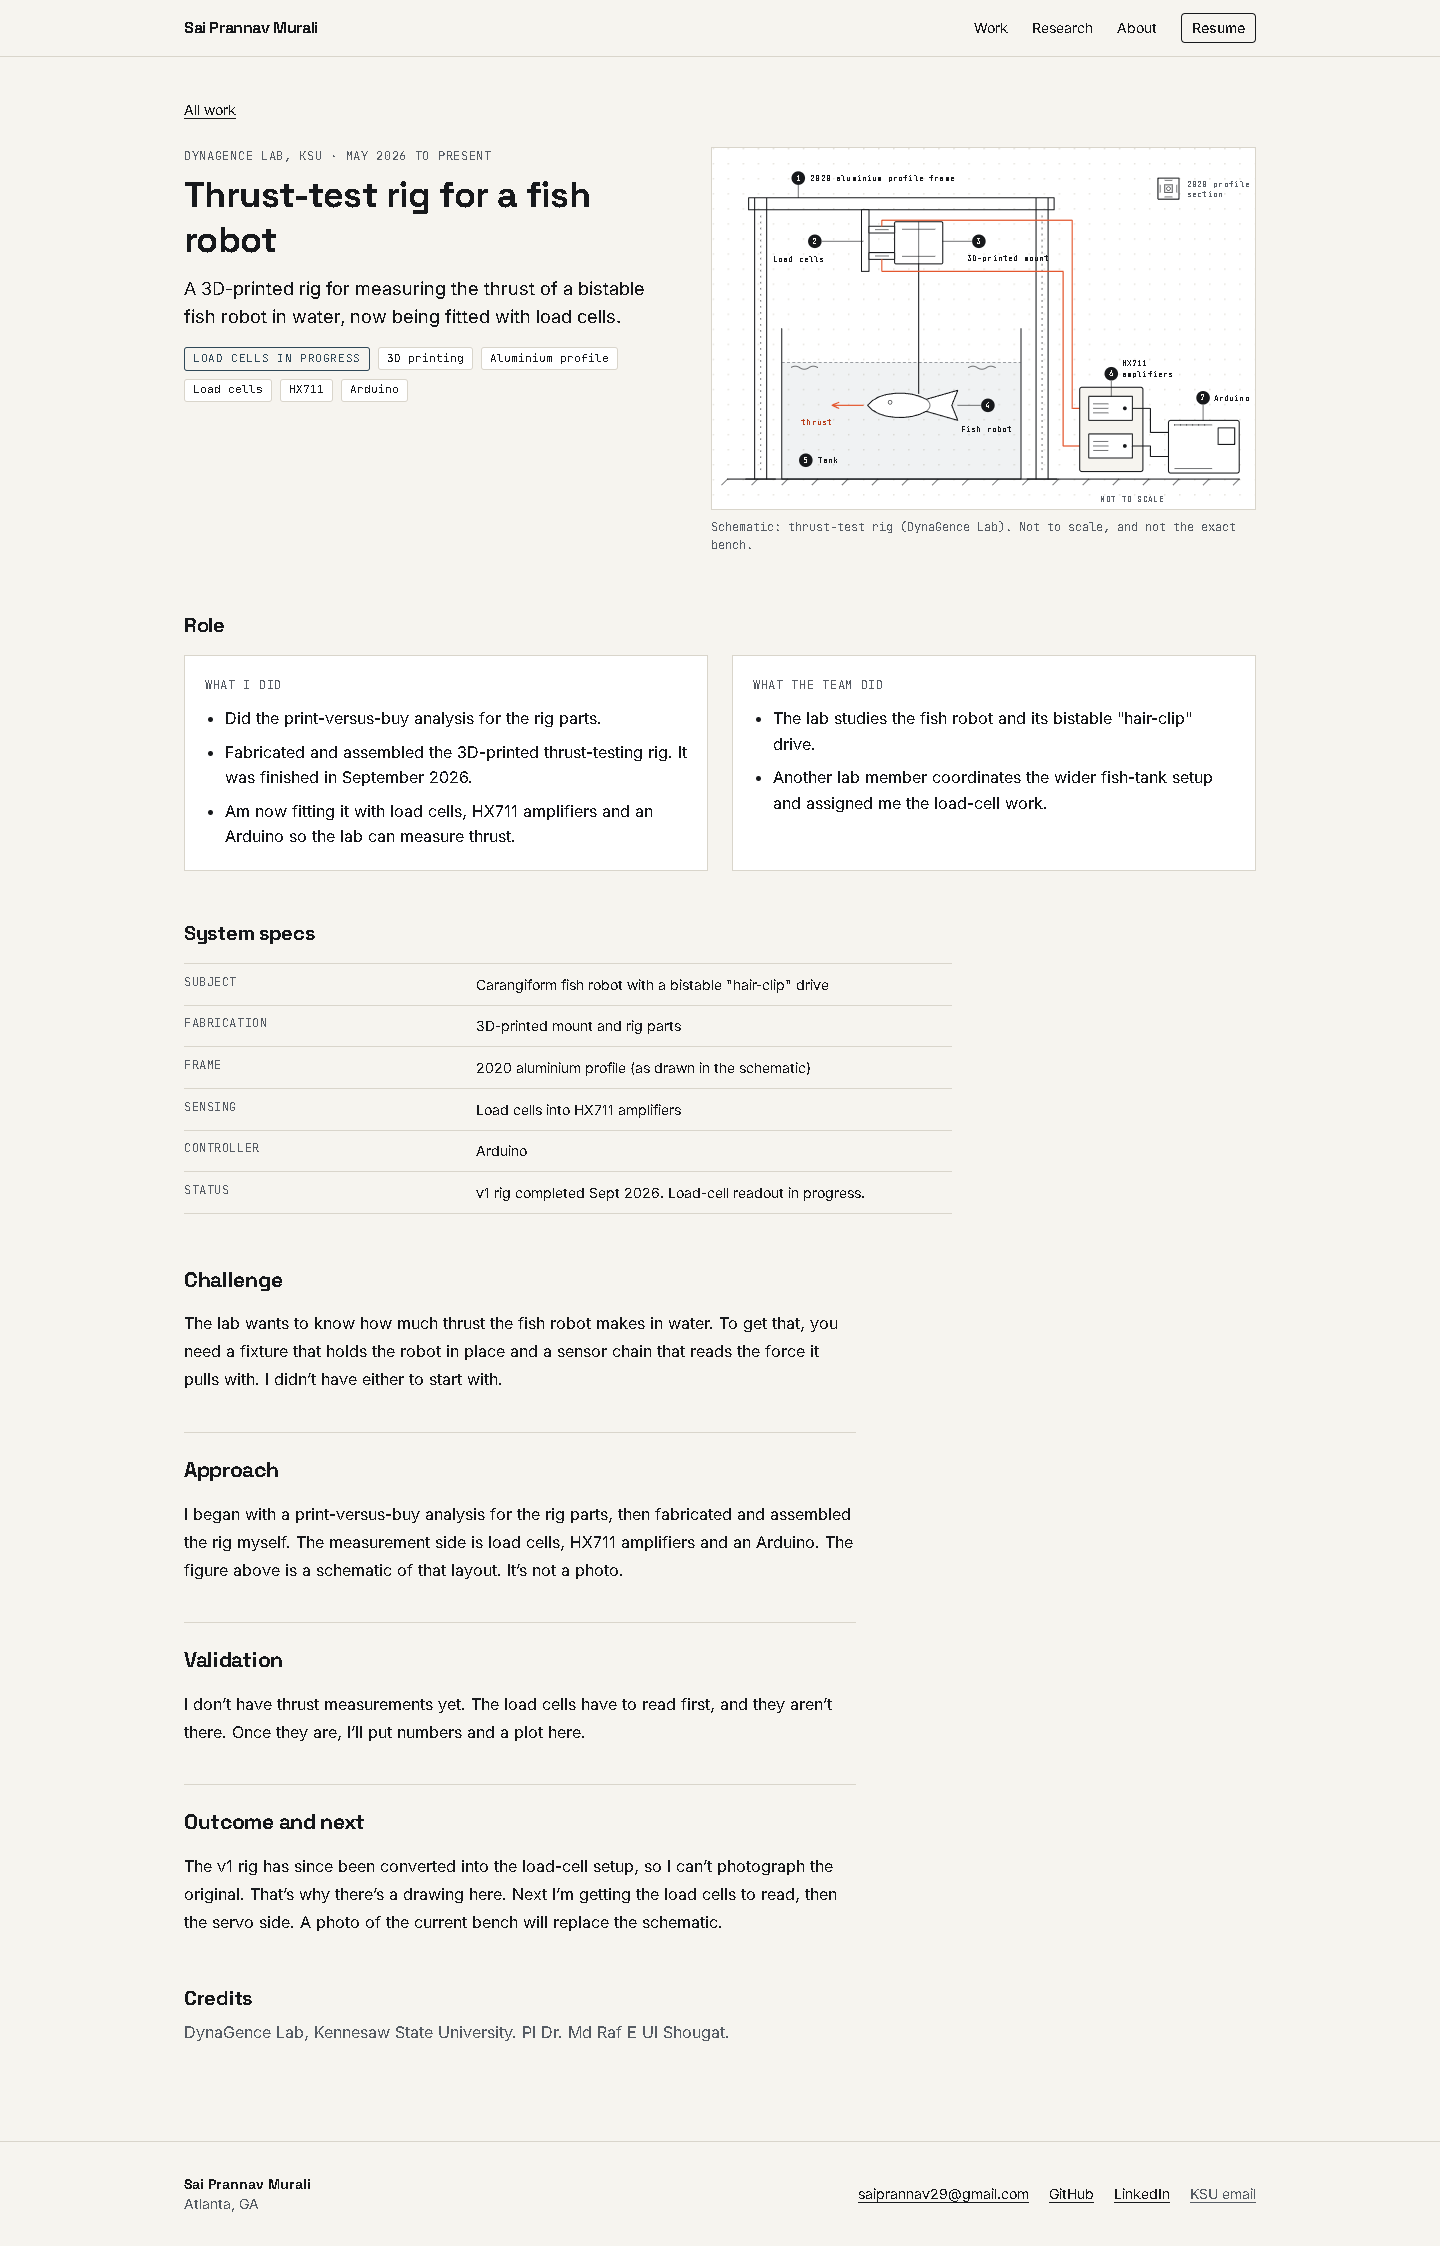 Sai Prannav Murali
Work Research About Resume
All work
DYNAGENCE LAB, KSU · MAY 2026 TO PRESENT
Thrust-test rig for a fish
robot
A 3D-printed rig for measuring the thrust of a bistable
fish robot in water, now being fitted with load cells.
LOAD CELLS IN PROGRESS 3D printing Aluminium profile
Load cells HX711 Arduino
1 2020 aluminium profile frame
2020 profile
section
2
3
Load cells
3D-printed mount
HX711
6 amplifiers
7 Arduino
4
thrust
Fish robot
5 Tank
NOT TO SCALE
Schematic: thrust-test rig (DynaGence Lab). Not to scale, and not the exact
bench.
Role
WHAT I DID
• Did the print-versus-buy analysis for the rig parts.
• Fabricated and assembled the 3D-printed thrust-testing rig. It
was finished in September 2026.
• Am now fitting it with load cells, HX711 amplifiers and an
Arduino so the lab can measure thrust.
WHAT THE TEAM DID
• The lab studies the fish robot and its bistable "hair-clip"
drive.
• Another lab member coordinates the wider fish-tank setup
and assigned me the load-cell work.
System specs
SUBJECT Carangiform fish robot with a bistable "hair-clip" drive
FABRICATION 3D-printed mount and rig parts
FRAME 2020 aluminium profile (as drawn in the schematic)
SENSING Load cells into HX711 amplifiers
CONTROLLER Arduino
STATUS v1 rig completed Sept 2026. Load-cell readout in progress.
Challenge
The lab wants to know how much thrust the fish robot makes in water. To get that, you
need a fixture that holds the robot in place and a sensor chain that reads the force it
pulls with. I didn’t have either to start with.
Approach
I began with a print-versus-buy analysis for the rig parts, then fabricated and assembled
the rig myself. The measurement side is load cells, HX711 amplifiers and an Arduino. The
figure above is a schematic of that layout. It’s not a photo.
Validation
I don’t have thrust measurements yet. The load cells have to read first, and they aren’t
there. Once they are, I’ll put numbers and a plot here.
Outcome and next
The v1 rig has since been converted into the load-cell setup, so I can’t photograph the
original. That’s why there’s a drawing here. Next I’m getting the load cells to read, then
the servo side. A photo of the current bench will replace the schematic.
Credits
DynaGence Lab, Kennesaw State University. PI Dr. Md Raf E Ul Shougat.
Sai Prannav Murali
Atlanta, GA
saiprannav29@gmail.com GitHub LinkedIn KSU email